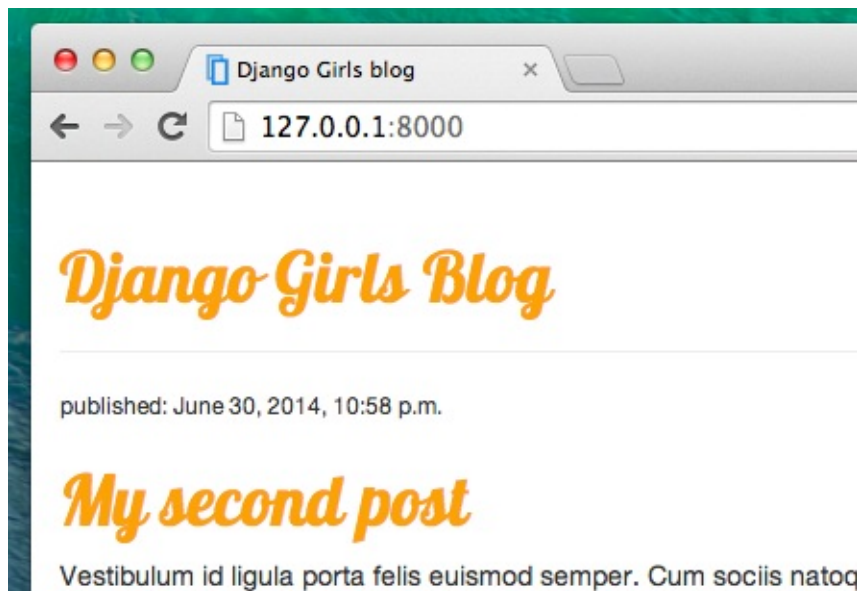 Django Girls blog
127.0.0.1:8000
Django Girls Blog
published: June 30, 2014, 10:58 p.m.
My second post
Vestibulum id ligula porta felis euismod semper. Cum sociis natoq